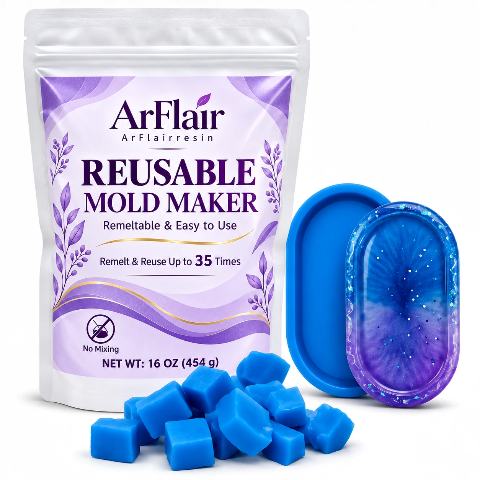 ArFlair
ArFlairresin
REUSABLE
MOLD MAKER
Remeltable & Easy to Use
Remelt & Reuse Up to 35 Times
No Mixing
NET WT: 16 OZ (454 g)